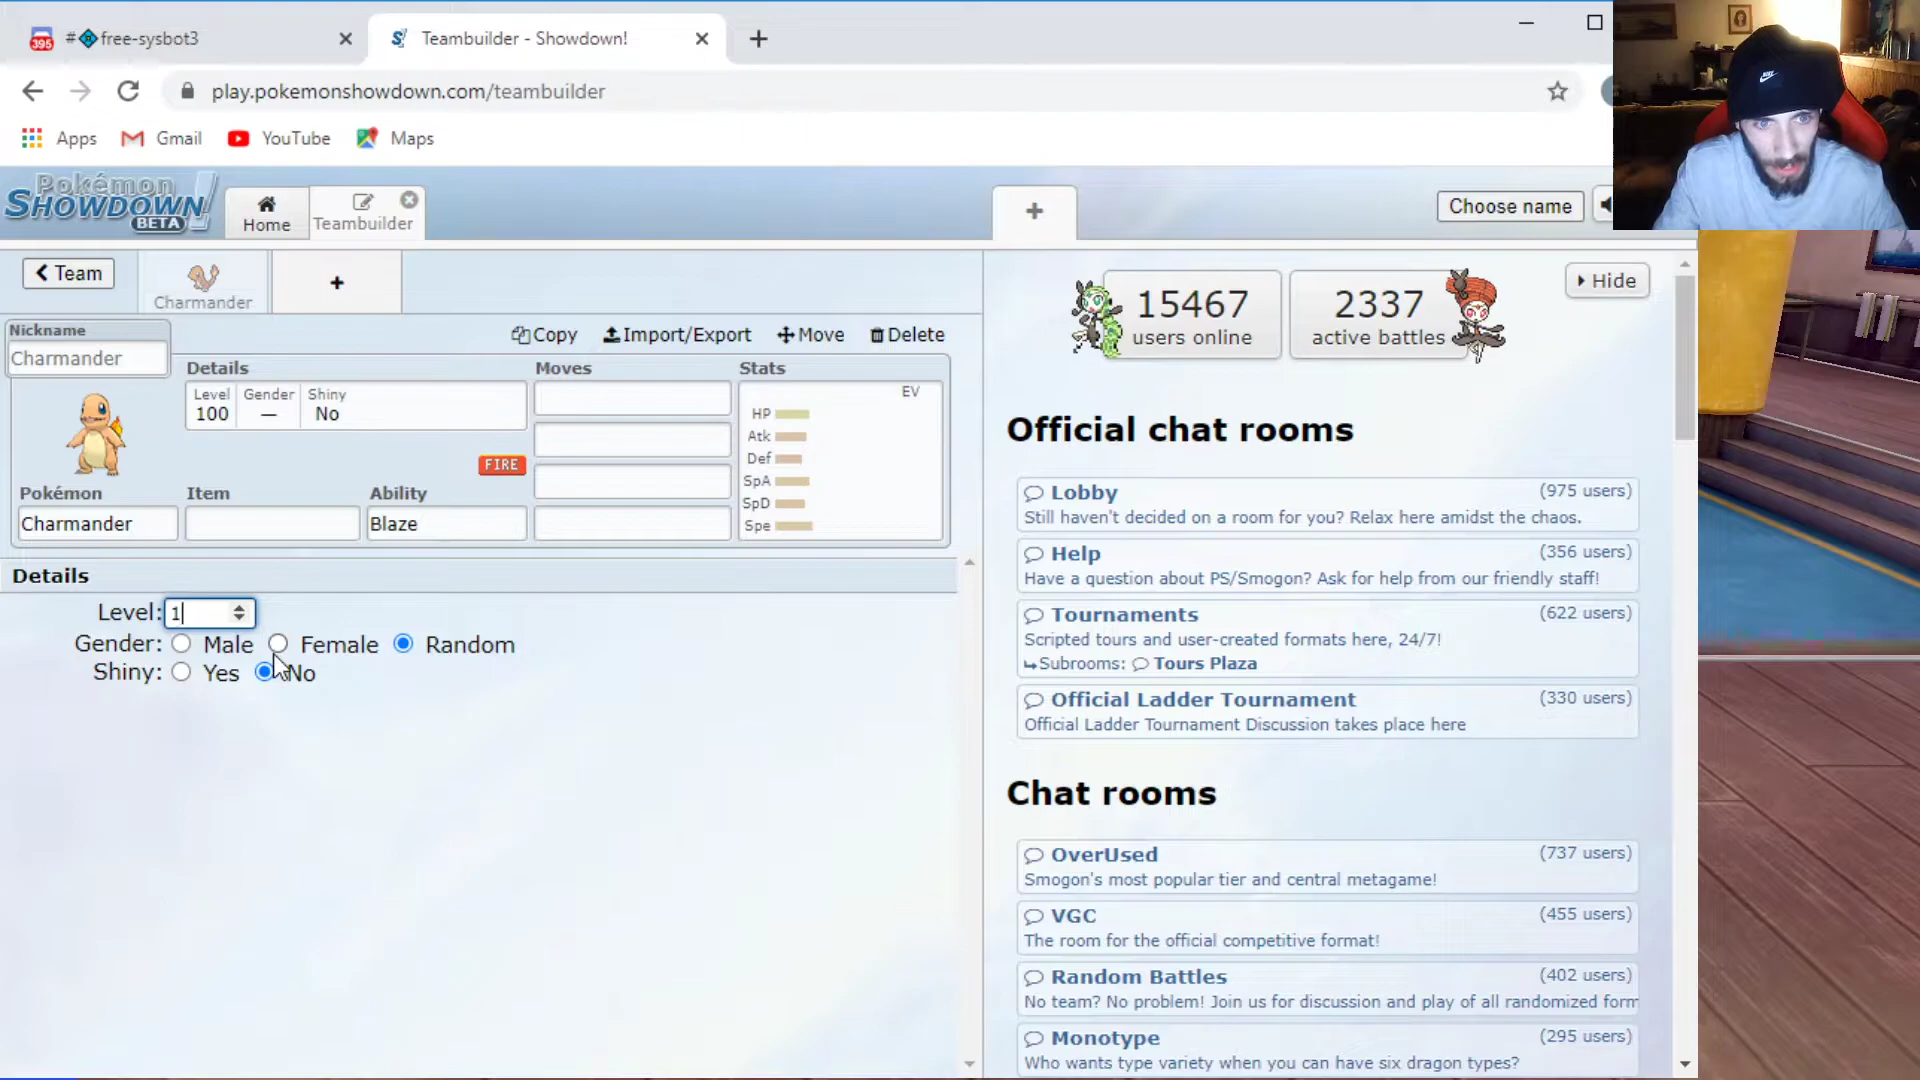 395
#free-sysbot3
S
Teambuilder - Showdown!
play.pokemonshowdown.com/teambuilder
Apps
Gmail
YouTube
Maps
Pokémon
SHOWDOWN!
BETA
Home
Teambuilder
Choose name
Team
Charmander
Nickname
Charmander
Copy
Import/Export
Move
Delete
Details
Level
100
Gender
—
Shiny
No
FIRE
Pokémon
Charmander
Item
Ability
Blaze
Moves
Stats
EV
HP
Atk
Def
SpA
SpD
Spe
Details
Level: 1
Gender: Male Female Random
Shiny: Yes No
15467
users online
2337
active battles
Hide
Official chat rooms
Lobby (975 users)
Still haven't decided on a room for you? Relax here amidst the chaos.
Help (356 users)
Have a question about PS/Smogon? Ask for help from our friendly staff!
Tournaments (622 users)
Scripted tours and user-created formats here, 24/7!
Subrooms: Tours Plaza
Official Ladder Tournament (330 users)
Official Ladder Tournament Discussion takes place here
Chat rooms
OverUsed (737 users)
Smogon's most popular tier and central metagame!
VGC (455 users)
The room for the official competitive format!
Random Battles (402 users)
No team? No problem! Join us for discussion and play of all randomized form
Monotype (295 users)
Who wants type variety when you can have six dragon types?